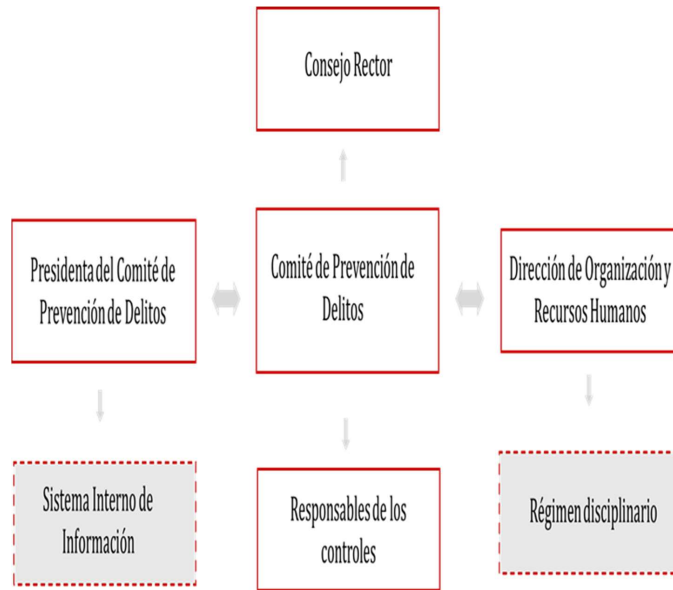 Consejo Rector
Presidenta del Comité de
Prevención de Delitos
Comité de Prevención de
Delitos
Dirección de Organización y
Recursos Humanos
Sistema Interno de
Información
Responsables de los
controles
Régimen disciplinario